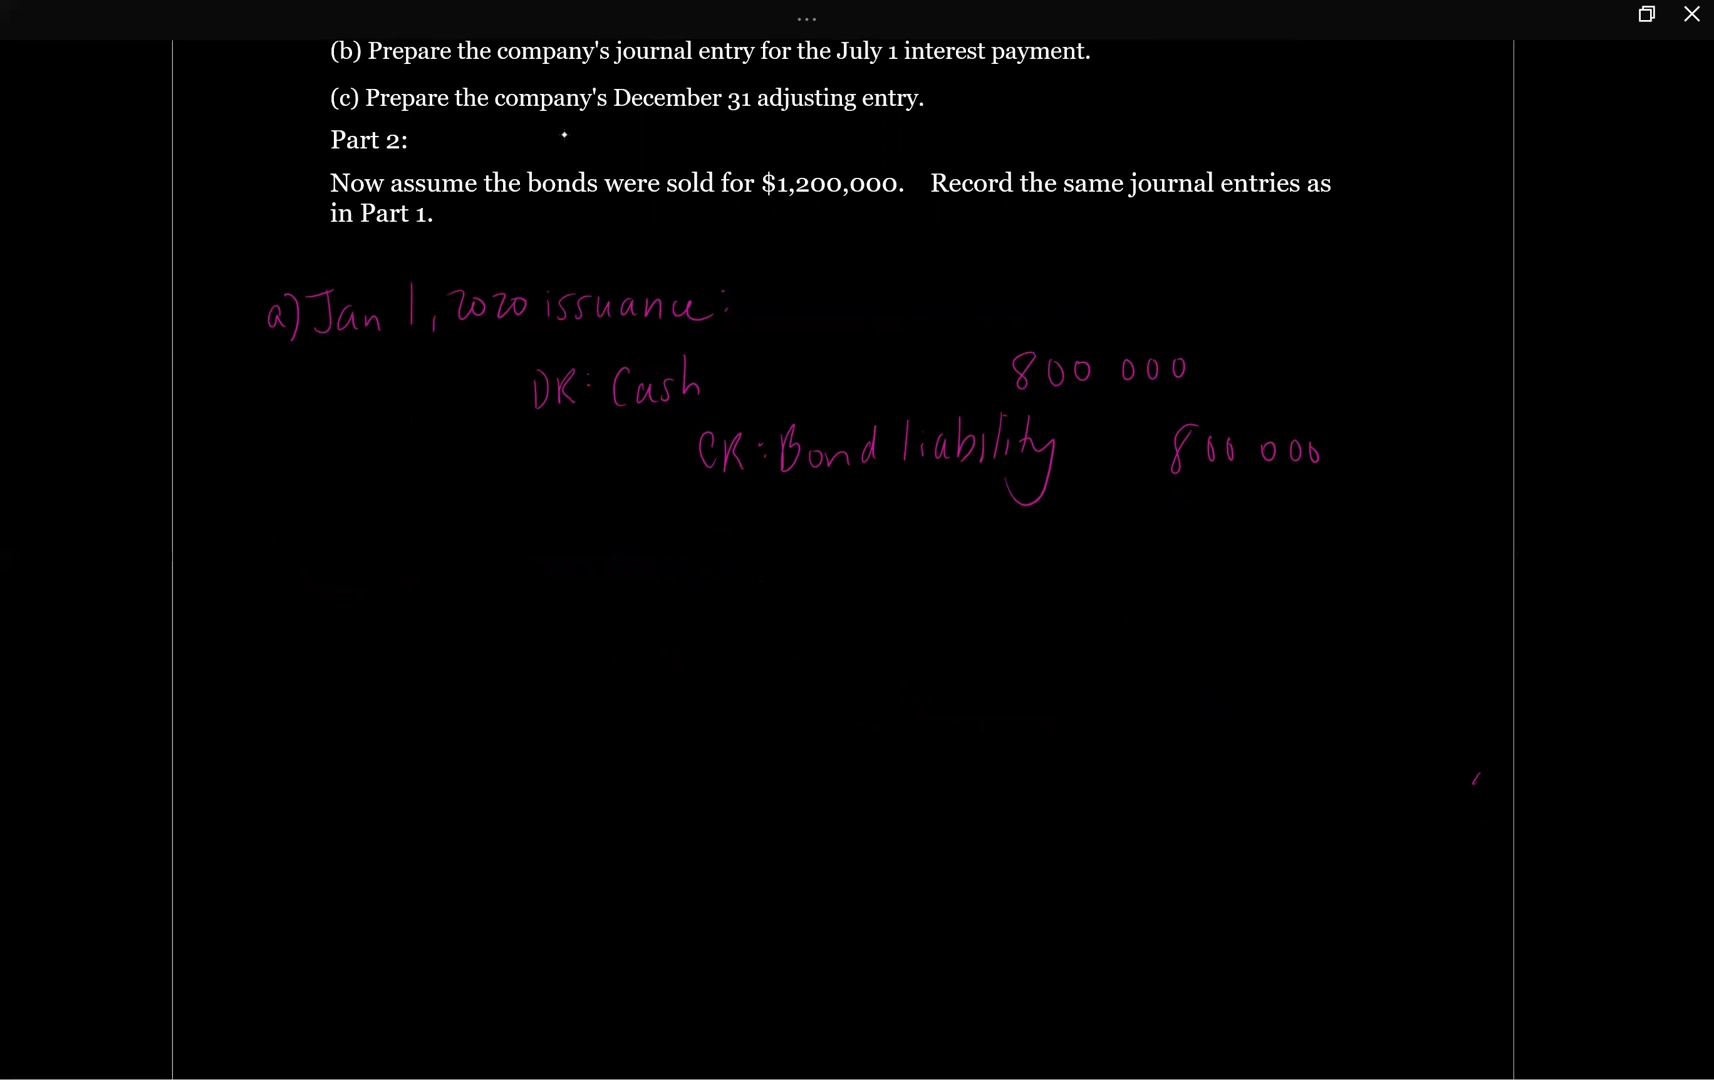 (b) Prepare the company's journal entry for the July 1 interest payment.
(c) Prepare the company's December 31 adjusting entry.
Part 2:
Now assume the bonds were sold for $1,200,000. Record the same journal entries as
in Part 1.
a) Jan 1, 2020 issuance:
DR: Cash 800 000
CR: Bond liability 800 000